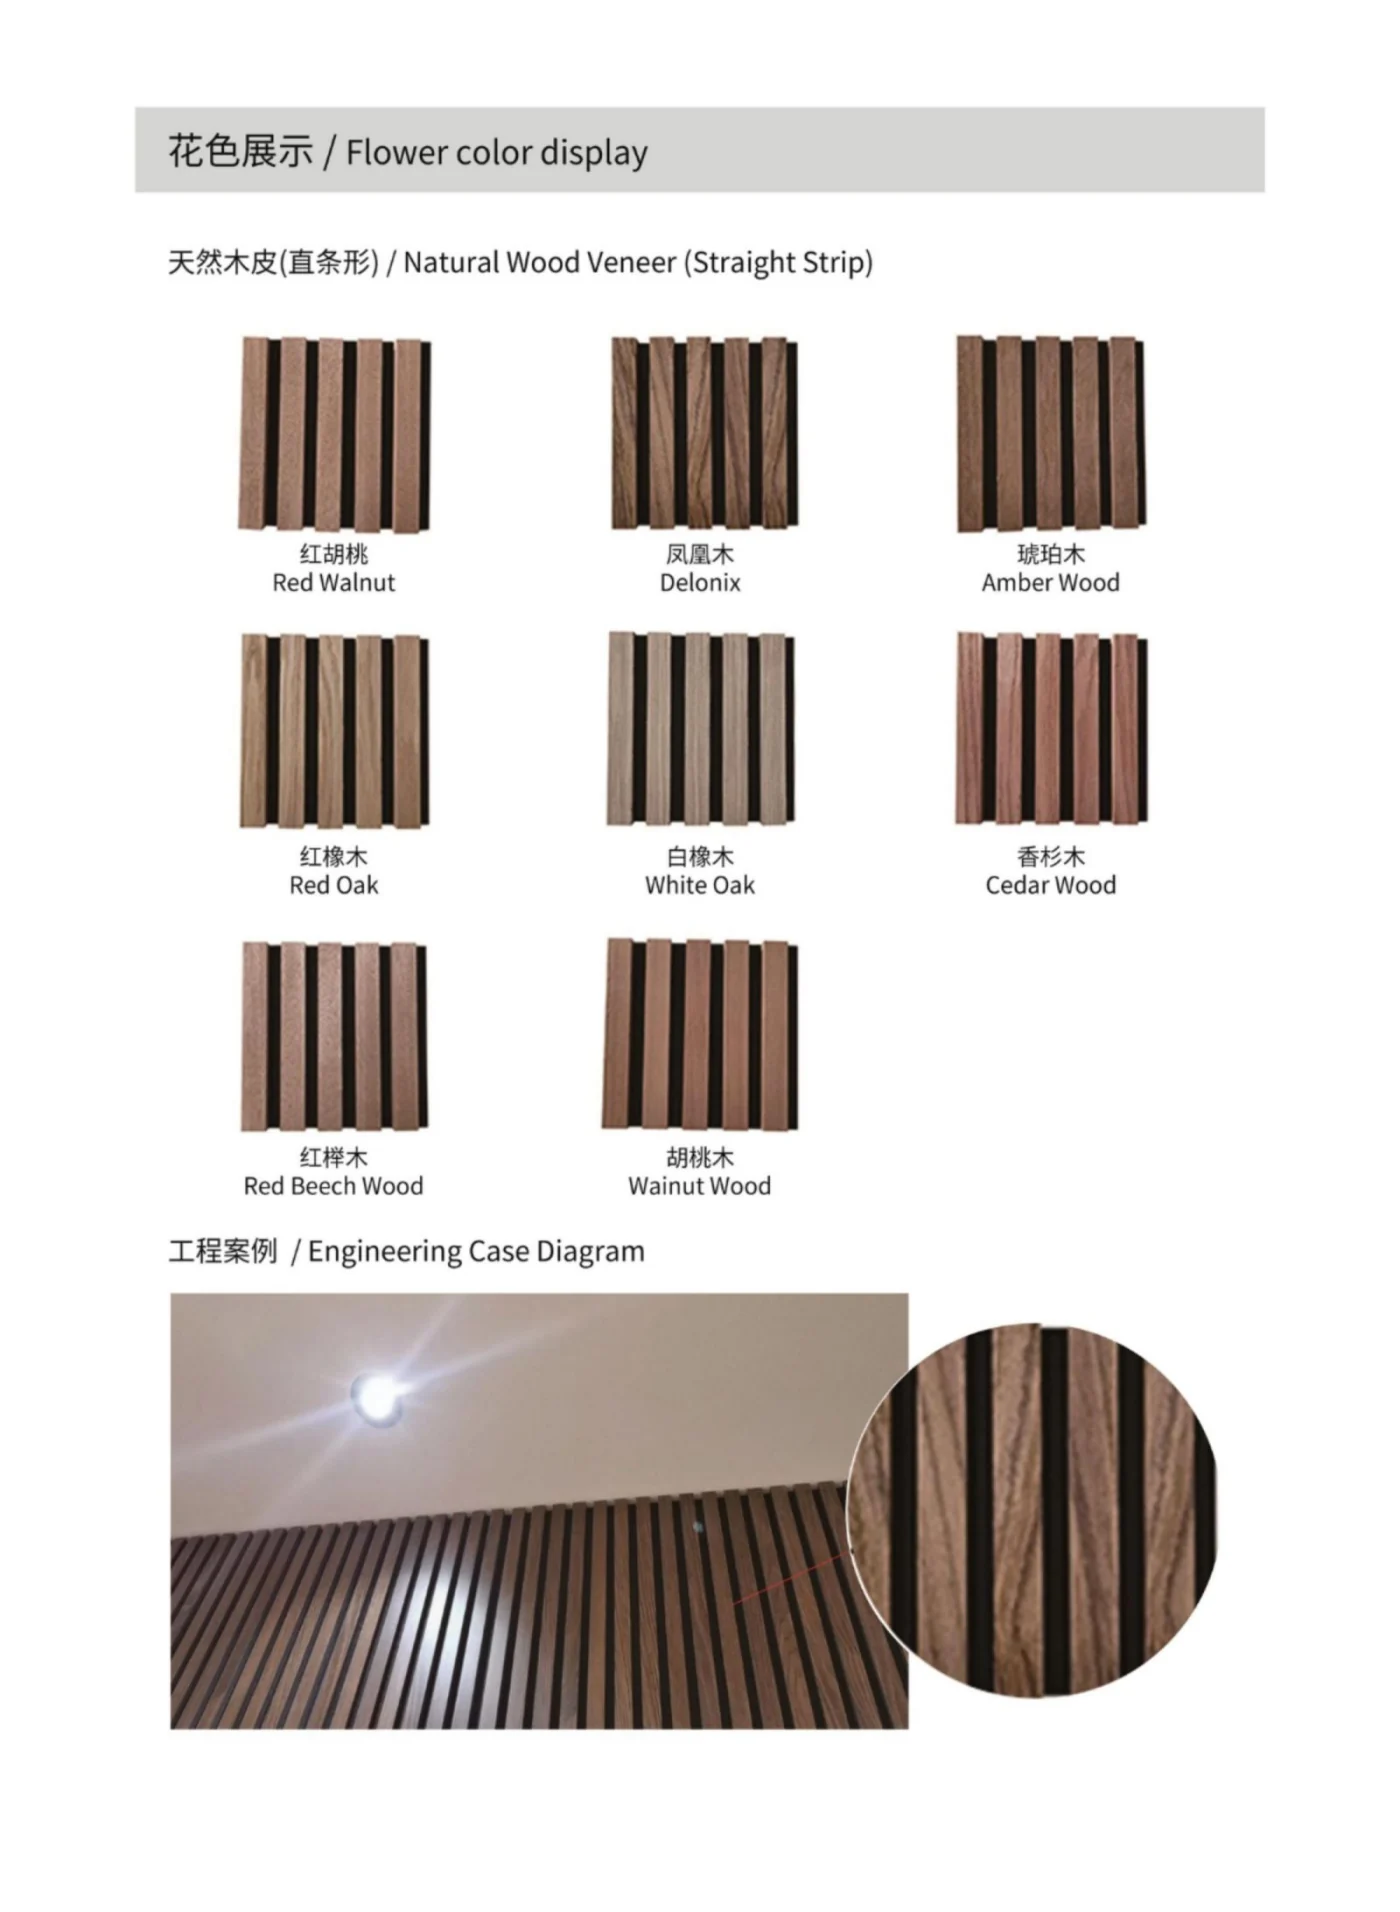 花色展示 / Flower color display
天然木皮(直条形) / Natural Wood Veneer (Straight Strip)
红胡桃
Red Walnut
凤凰木
Delonix
琥珀木
Amber Wood
红橡木
Red Oak
白橡木
White Oak
香杉木
Cedar Wood
红榉木
Red Beech Wood
胡桃木
Wainut Wood
工程案例 / Engineering Case Diagram